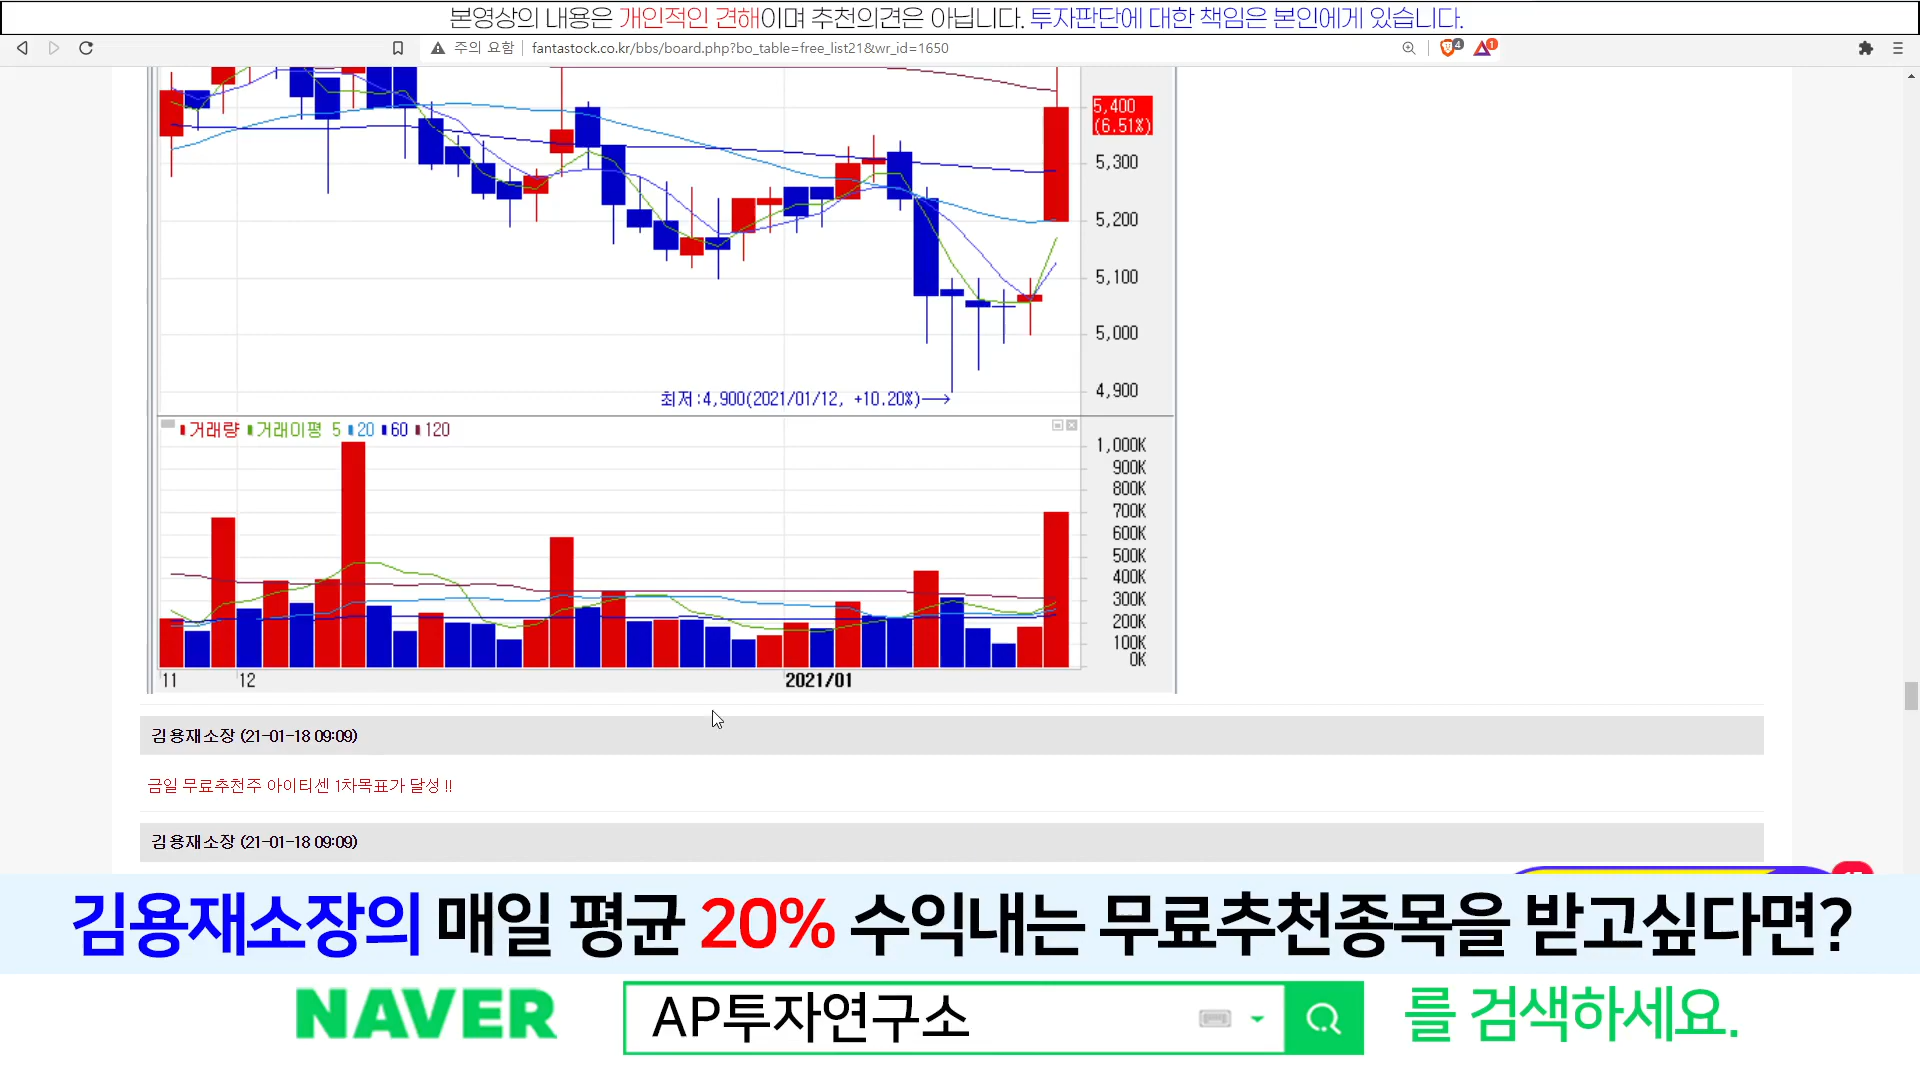 본영상의 내용은 개인적인 견해이며 추천의견은 아닙니다. 투자판단에 대한 책임은 본인에게 있습니다.
주의 요함 fantastock.co.kr/bbs/board.php?bo_table=free_list21&wr_id=1650
4 1
5,400
(6.51%)
5,300
5,200
5,100
5,000
4,900
최저:4,900(2021/01/12, +10.20%)
거래량 거래이평 5 20 60 120
1,000K
900K
800K
700K
600K
500K
400K
300K
200K
100K
0K
11 12 2021/01
김용재소장 (21-01-18 09:09)
금일 무료추천주 아이티센 1차목표가 달성 !!
김용재소장 (21-01-18 09:09)
김용재소장의 매일 평균 20% 수익내는 무료추천종목을 받고싶다면?
NAVER AP투자연구소 를 검색하세요.